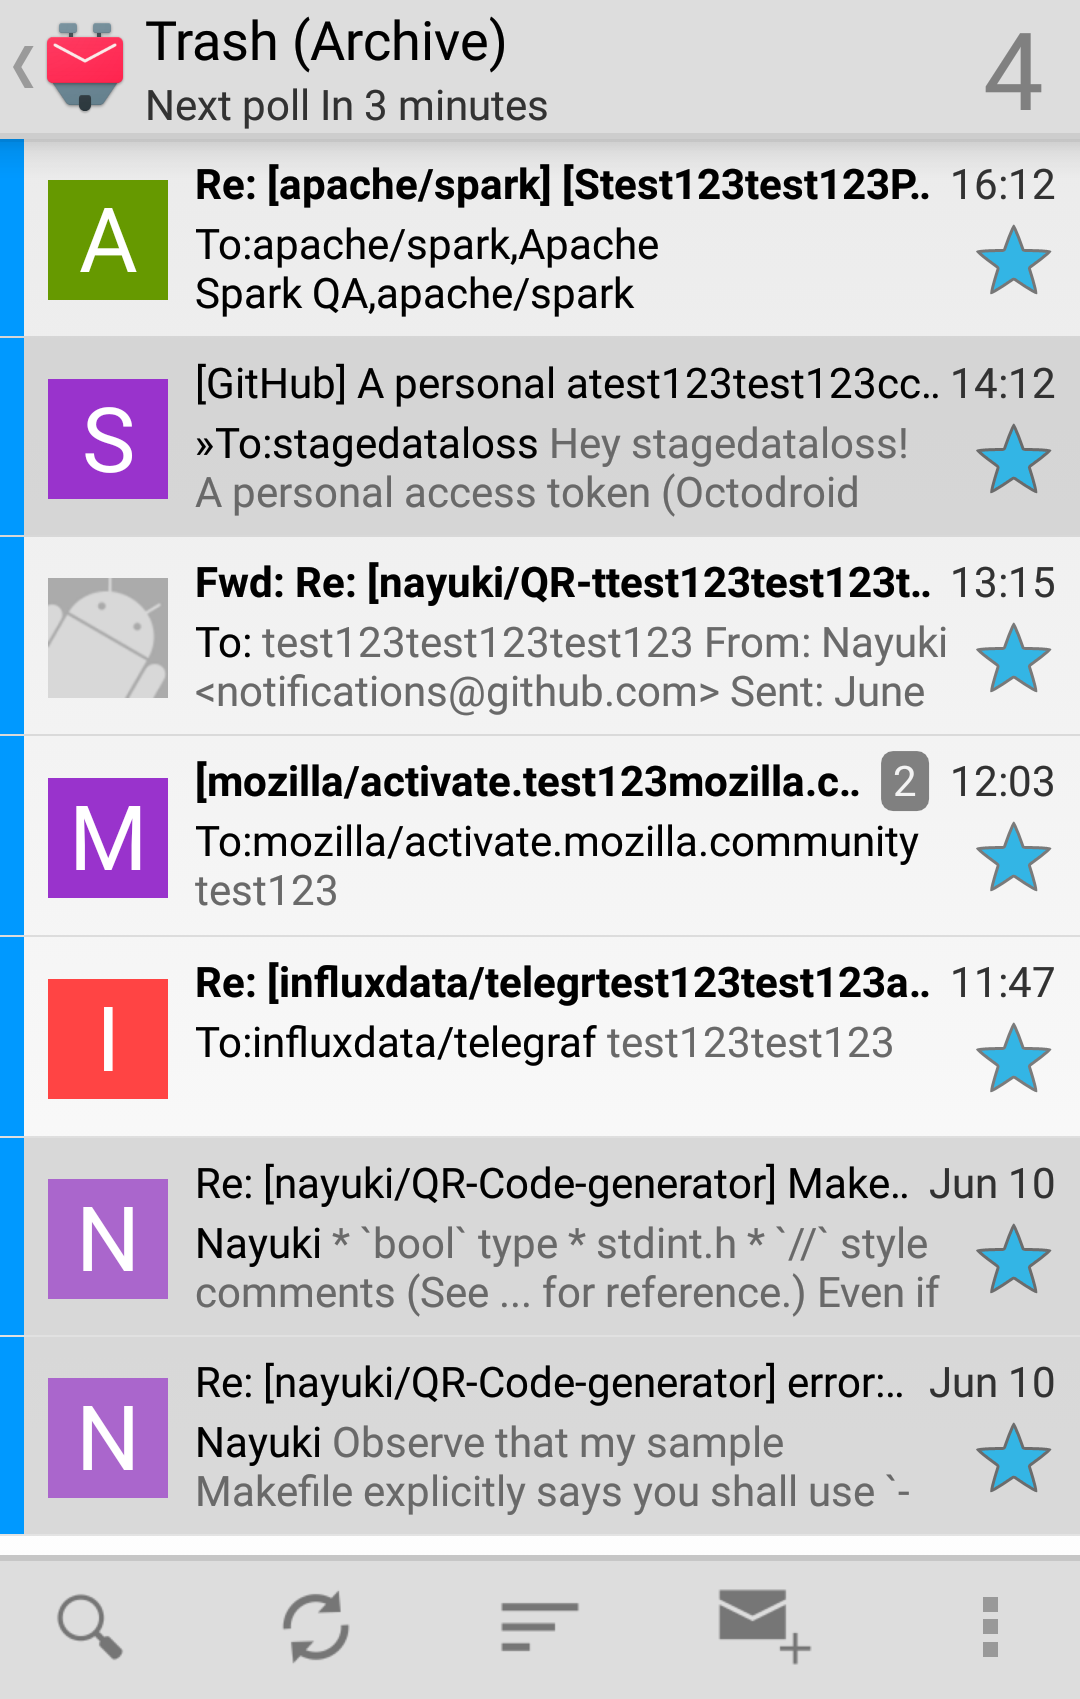 Trash (Archive)
Next poll In 3 minutes
4
Re: [apache/spark] [Stest123test123P..
16:12
To:apache/spark,Apache
Spark QA,apache/spark
A
[GitHub] A personal atest123test123cc..
14:12
»To:stagedataloss Hey stagedataloss!
A personal access token (Octodroid
S
Fwd: Re: [nayuki/QR-ttest123test123t..
13:15
To: test123test123test123 From: Nayuki
<notifications@github.com> Sent: June
[mozilla/activate.test123mozilla.c..
2
12:03
To:mozilla/activate.mozilla.community
test123
M
Re: [influxdata/telegrtest123test123a..
11:47
To:influxdata/telegraf test123test123
I
Re: [nayuki/QR-Code-generator] Make..
Jun 10
Nayuki * `bool` type * stdint.h * `//` style
comments (See ... for reference.) Even if
N
Re: [nayuki/QR-Code-generator] error:..
Jun 10
Nayuki Observe that my sample
Makefile explicitly says you shall use `-
N